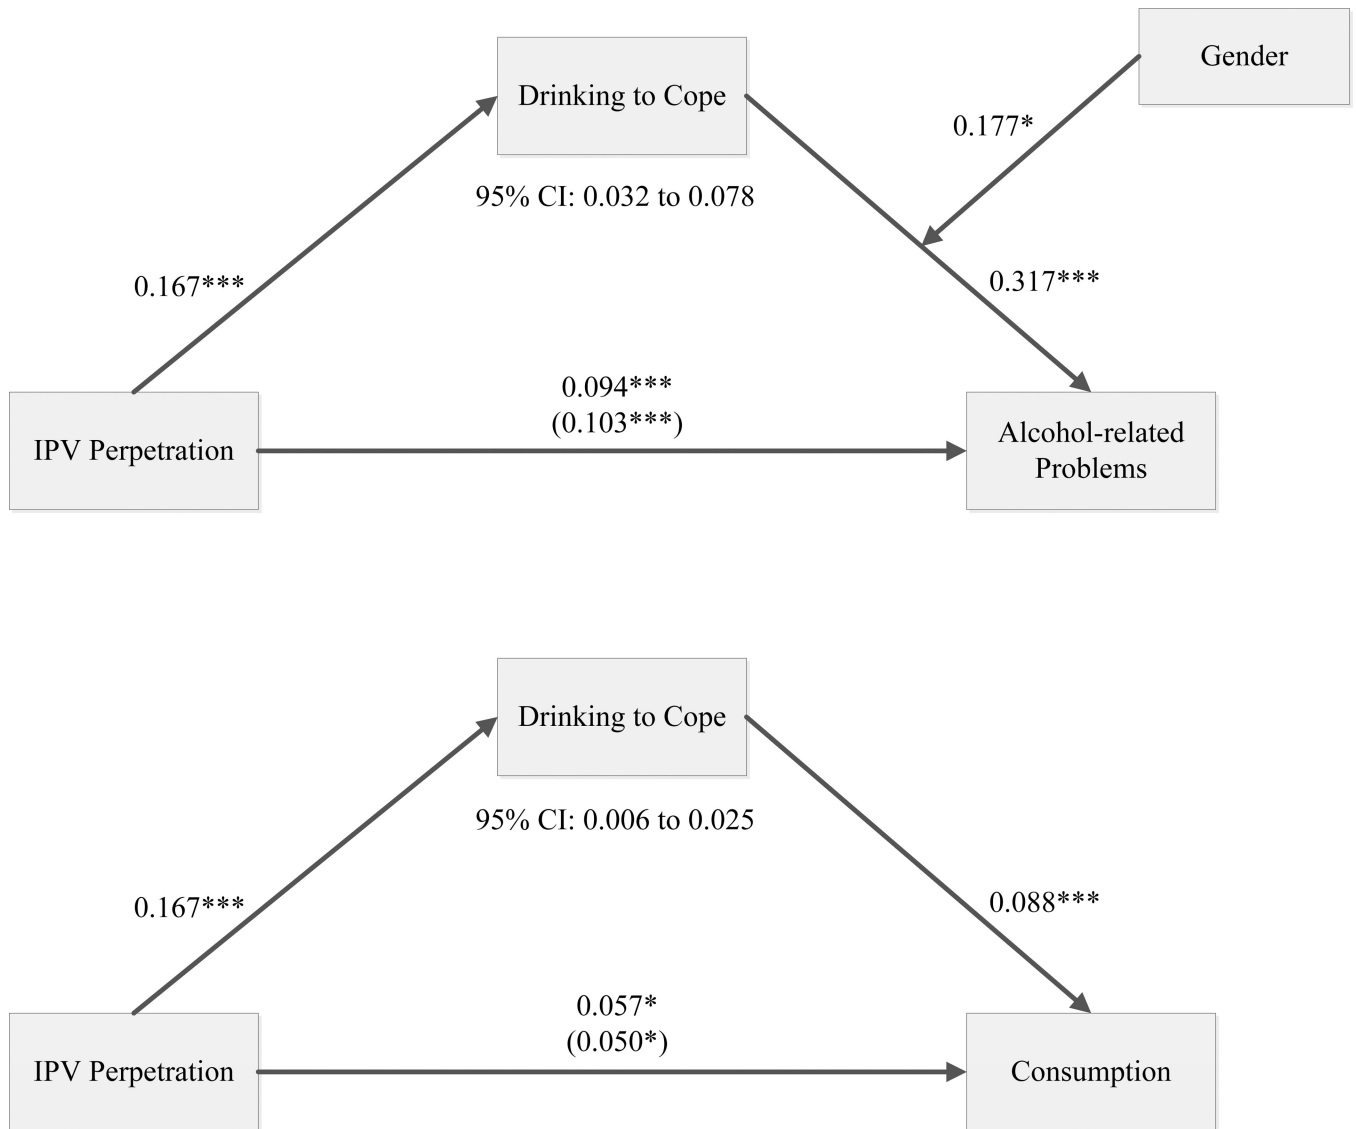 Gender
Drinking to Cope
0.177*
95% CI: 0.032 to 0.078
0.167***
0.317***
0.094***
(0.103***)
IPV Perpetration
Alcohol-related
Problems
Drinking to Cope
95% CI: 0.006 to 0.025
0.167***
0.088***
0.057*
(0.050*)
IPV Perpetration
Consumption